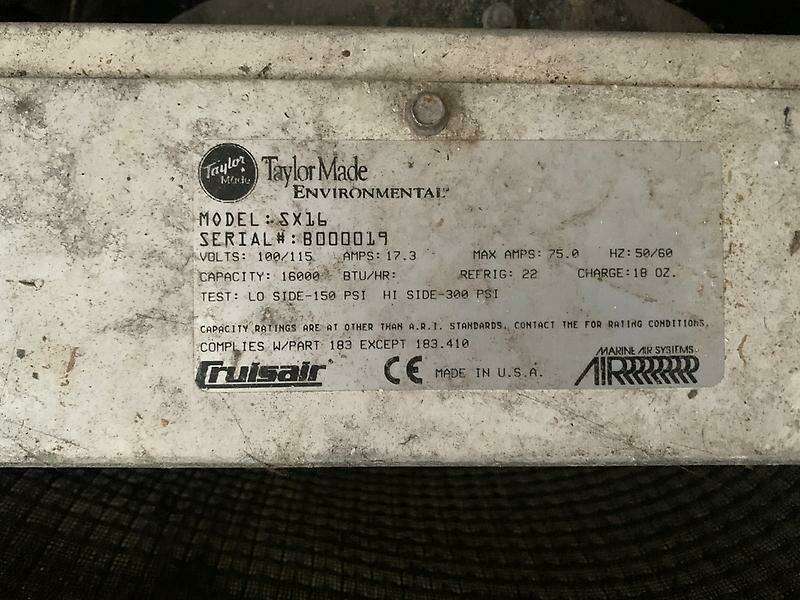 Taylor Made
Taylor Made
ENVIRONMENTAL
MODEL: SX16
SERIAL#: B000019
VOLTS: 100/115 AMPS: 17.3 MAX AMPS: 75.0 HZ: 50/60
CAPACITY: 16000 BTU/HR: REFRIG: 22 CHARGE: 18 OZ.
TEST: LO SIDE-150 PSI HI SIDE-300 PSI
CAPACITY RATINGS ARE AT OTHER THAN A.R.I. STANDARDS. CONTACT TME FOR RATING CONDITIONS.
COMPLIES W/PART 183 EXCEPT 183.410
Cruisair CE MADE IN U.S.A. MARINE AIR SYSTEMS
AIRRRRRRR